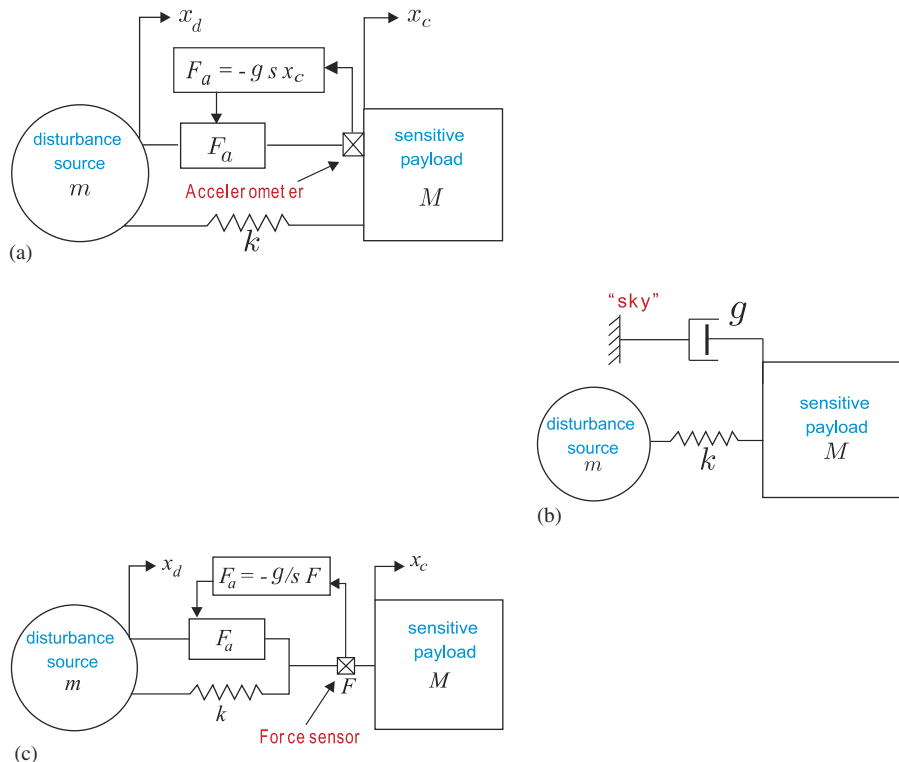 x_d
x_c
F_a = - g s x_c
disturbance
source
m
F_a
sensitive
payload
M
Accelerometer
k
(a)
“sky”
g
disturbance
source
m
k
sensitive
payload
M
(b)
x_d
x_c
F_a = - g/s F
disturbance
source
m
F_a
k
F
sensitive
payload
M
Force sensor
(c)